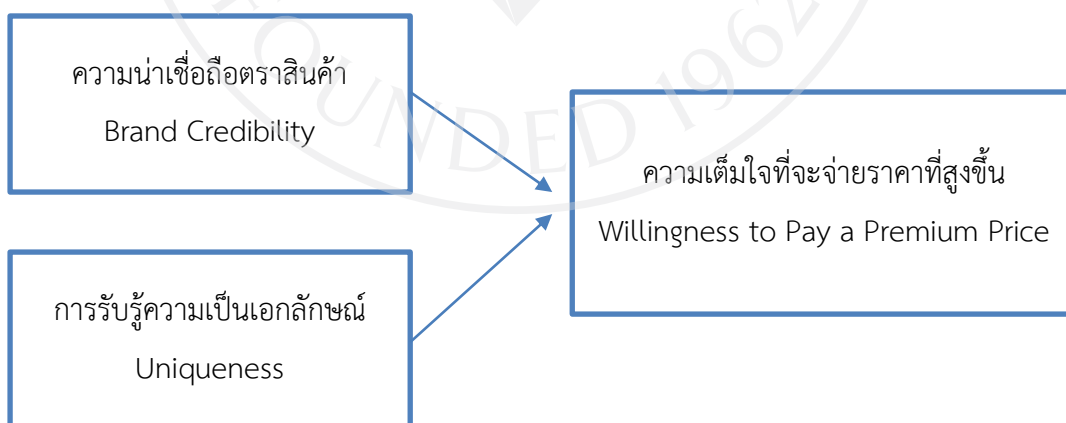 ความน่าเชื่อถือตราสินค้า
Brand Credibility
ความเต็มใจที่จะจ่ายราคาที่สูงขึ้น
Willingness to Pay a Premium Price
การรับรู้ความเป็นเอกลักษณ์
Uniqueness
FOUNDED 1962